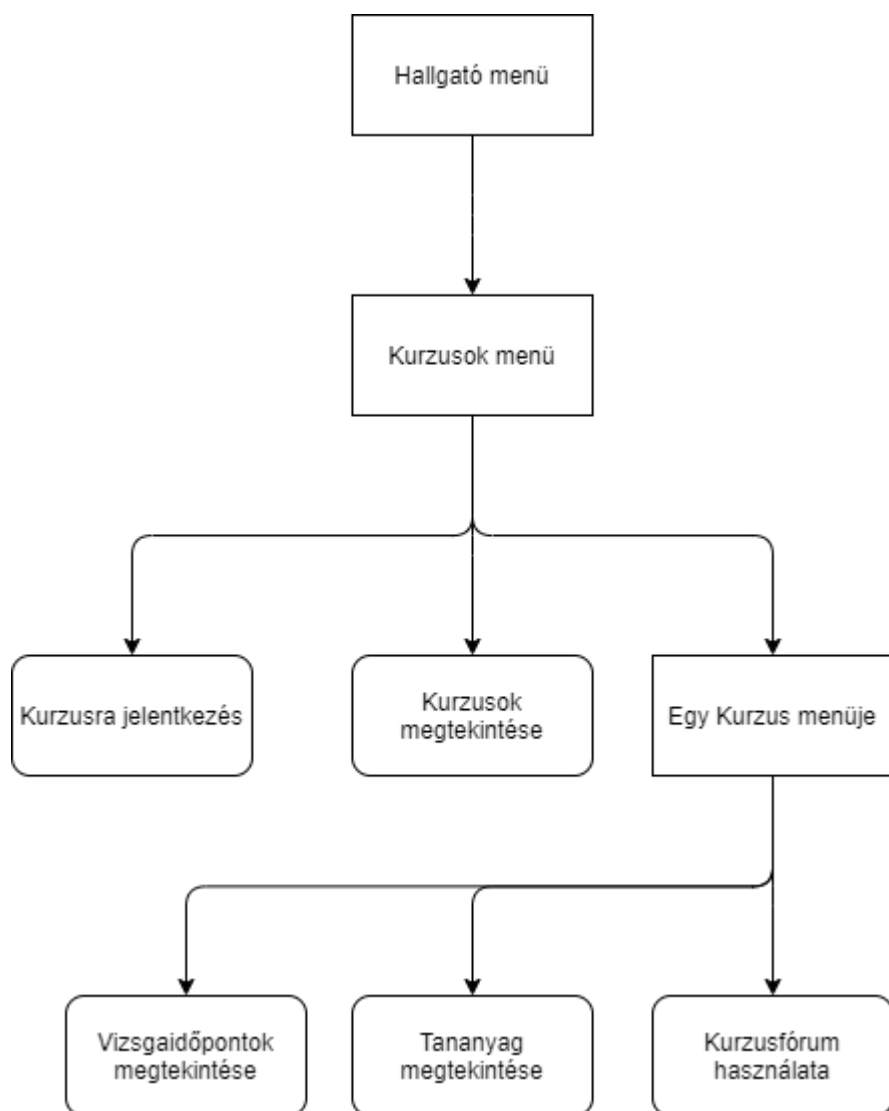 Hallgató menü
Kurzusok menü
Kurzusra jelentkezés
Kurzusok
megtekintése
Egy Kurzus menüje
Vizsgaidőpontok
megtekintése
Tananyag
megtekintése
Kurzusfórum
használata